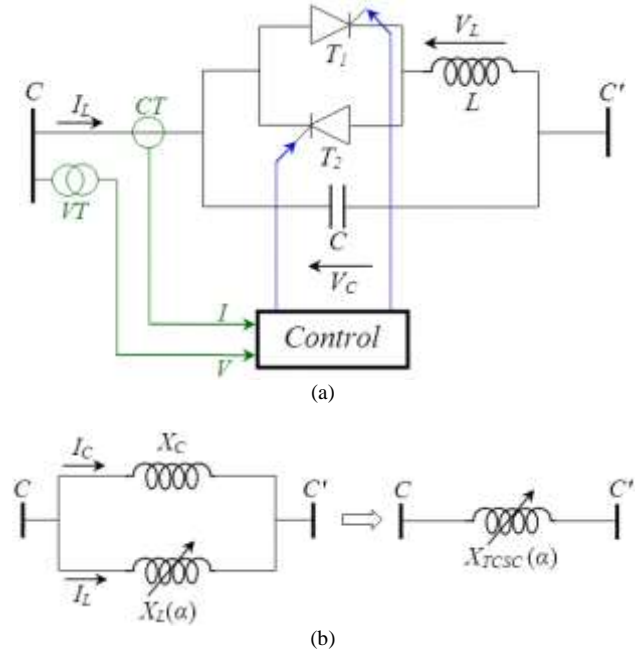 C
I_L
CT
VT
T_1
T_2
V_L
L
C'
C
V_C
I
V
Control
(a)
C
I_C
X_C
I_L
X_L(α)
C'
C
X_TCSC (α)
C'
(b)